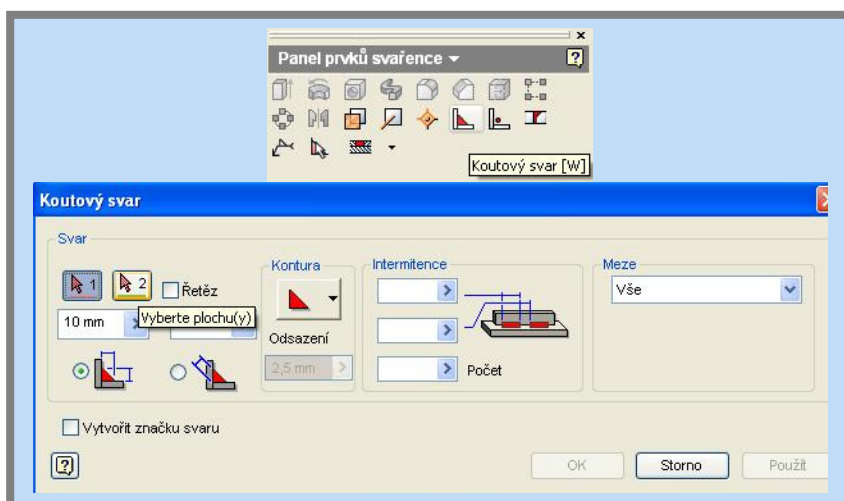 Panel prvků svařence
Koutový svar [W]
Koutový svar
Svar
1
2
Řetěz
Vyberte plochu(y)
10 mm
Kontura
Odsazení
2,5 mm
Intermitence
Počet
Meze
Vše
Vytvořit značku svaru
OK
Storno
Použít